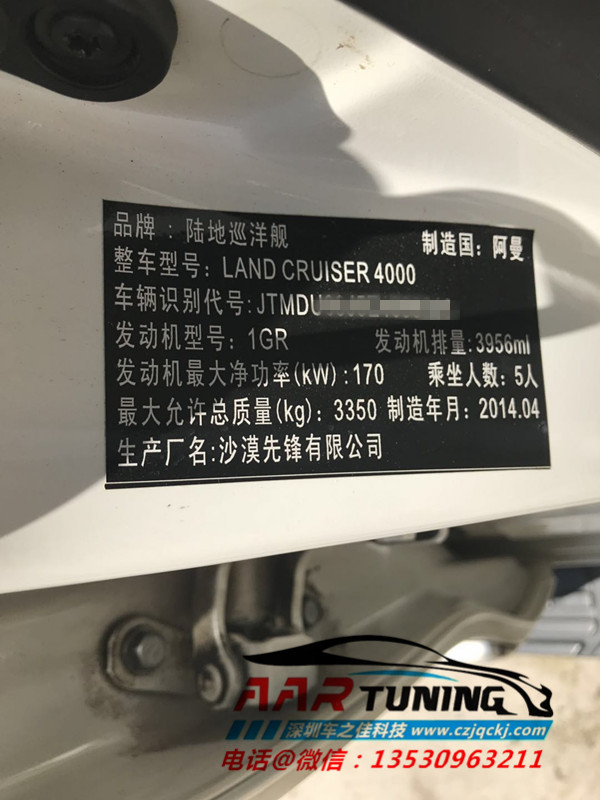 品牌：陆地巡洋舰 制造国：阿曼
整车型号：LAND CRUISER 4000
车辆识别代号：JTMDU
发动机型号：1GR 发动机排量：3956ml
发动机最大净功率(kW)：170 乘坐人数：5人
最大允许总质量(kg)：3350 制造年月：2014.04
生产厂名：沙漠先锋有限公司
AAR TUNING
深圳车之佳科技 www.czjqckj.com
电话@微信：13530963211